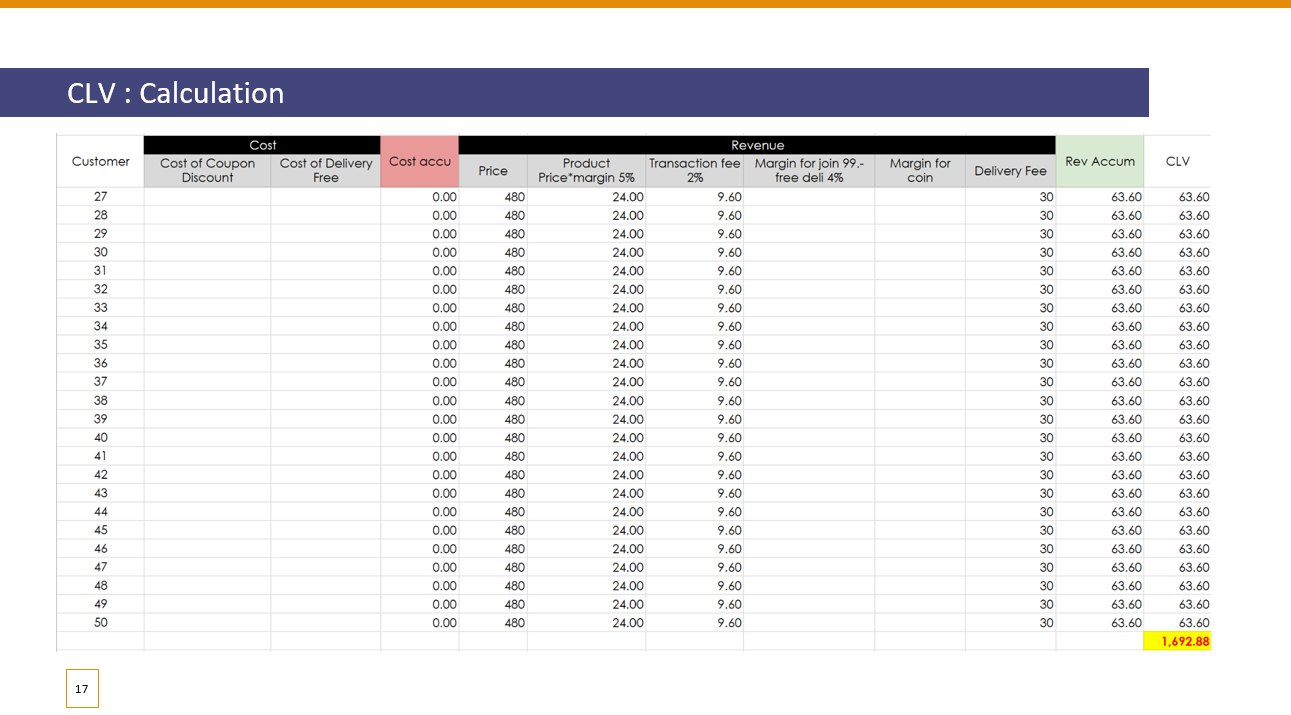 CLV : Calculation
Cost Revenue
Customer Cost of Coupon Discount Cost of Delivery Free Cost accu Price Product Price*margin 5% Transaction fee 2% Margin for join 99.- free deli 4% Margin for coin Delivery Fee Rev Accum CLV
27 0.00 480 24.00 9.60 30 63.60 63.60
28 0.00 480 24.00 9.60 30 63.60 63.60
29 0.00 480 24.00 9.60 30 63.60 63.60
30 0.00 480 24.00 9.60 30 63.60 63.60
31 0.00 480 24.00 9.60 30 63.60 63.60
32 0.00 480 24.00 9.60 30 63.60 63.60
33 0.00 480 24.00 9.60 30 63.60 63.60
34 0.00 480 24.00 9.60 30 63.60 63.60
35 0.00 480 24.00 9.60 30 63.60 63.60
36 0.00 480 24.00 9.60 30 63.60 63.60
37 0.00 480 24.00 9.60 30 63.60 63.60
38 0.00 480 24.00 9.60 30 63.60 63.60
39 0.00 480 24.00 9.60 30 63.60 63.60
40 0.00 480 24.00 9.60 30 63.60 63.60
41 0.00 480 24.00 9.60 30 63.60 63.60
42 0.00 480 24.00 9.60 30 63.60 63.60
43 0.00 480 24.00 9.60 30 63.60 63.60
44 0.00 480 24.00 9.60 30 63.60 63.60
45 0.00 480 24.00 9.60 30 63.60 63.60
46 0.00 480 24.00 9.60 30 63.60 63.60
47 0.00 480 24.00 9.60 30 63.60 63.60
48 0.00 480 24.00 9.60 30 63.60 63.60
49 0.00 480 24.00 9.60 30 63.60 63.60
50 0.00 480 24.00 9.60 30 63.60 63.60
1,692.88
17